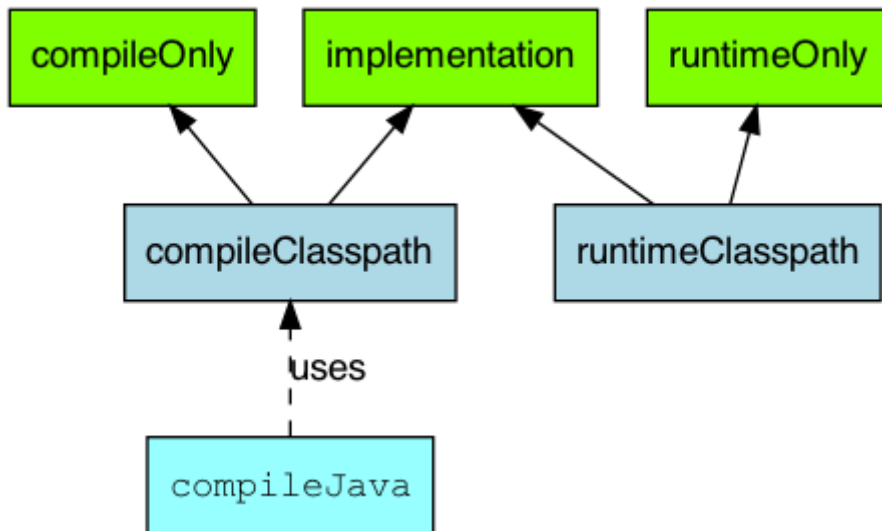 compileOnly
implementation
runtimeOnly
compileClasspath
runtimeClasspath
uses
compileJava